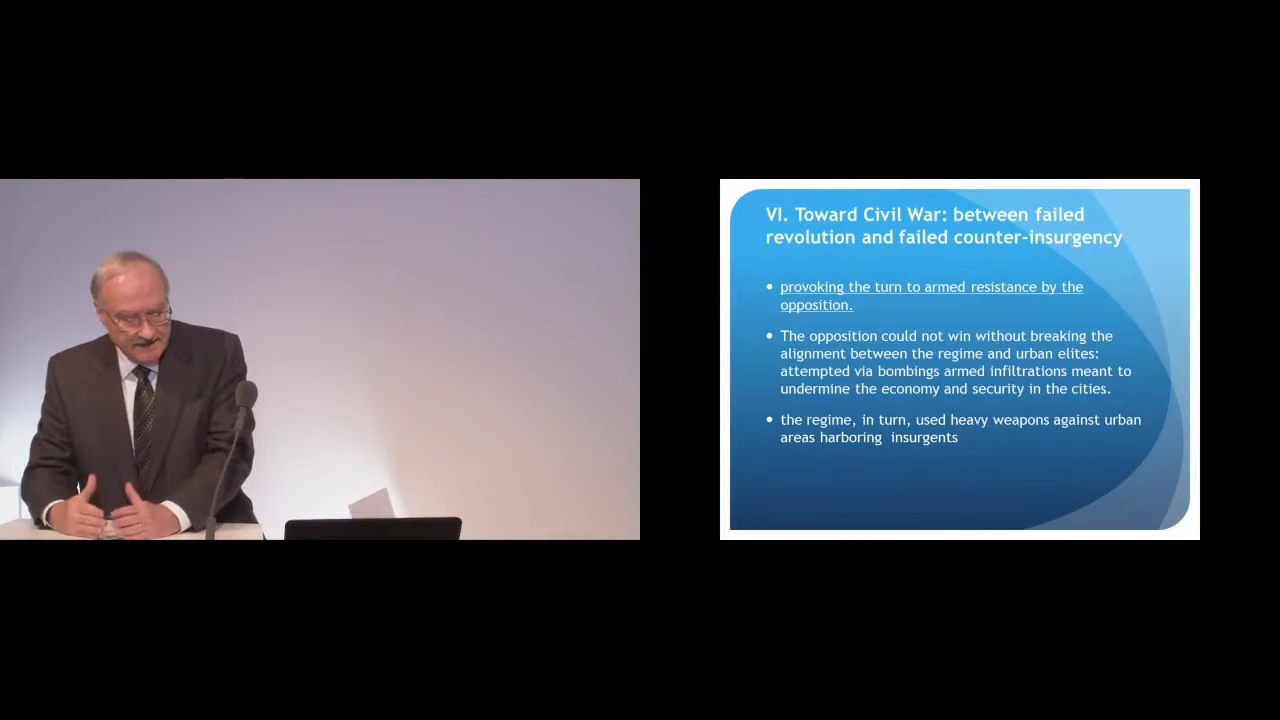 VI. Toward Civil War: between failed
revolution and failed counter-insurgency
• provoking the turn to armed resistance by the
opposition.
• The opposition could not win without breaking the
alignment between the regime and urban elites:
attempted via bombings armed infiltrations meant to
undermine the economy and security in the cities.
• the regime, in turn, used heavy weapons against urban
areas harboring  insurgents